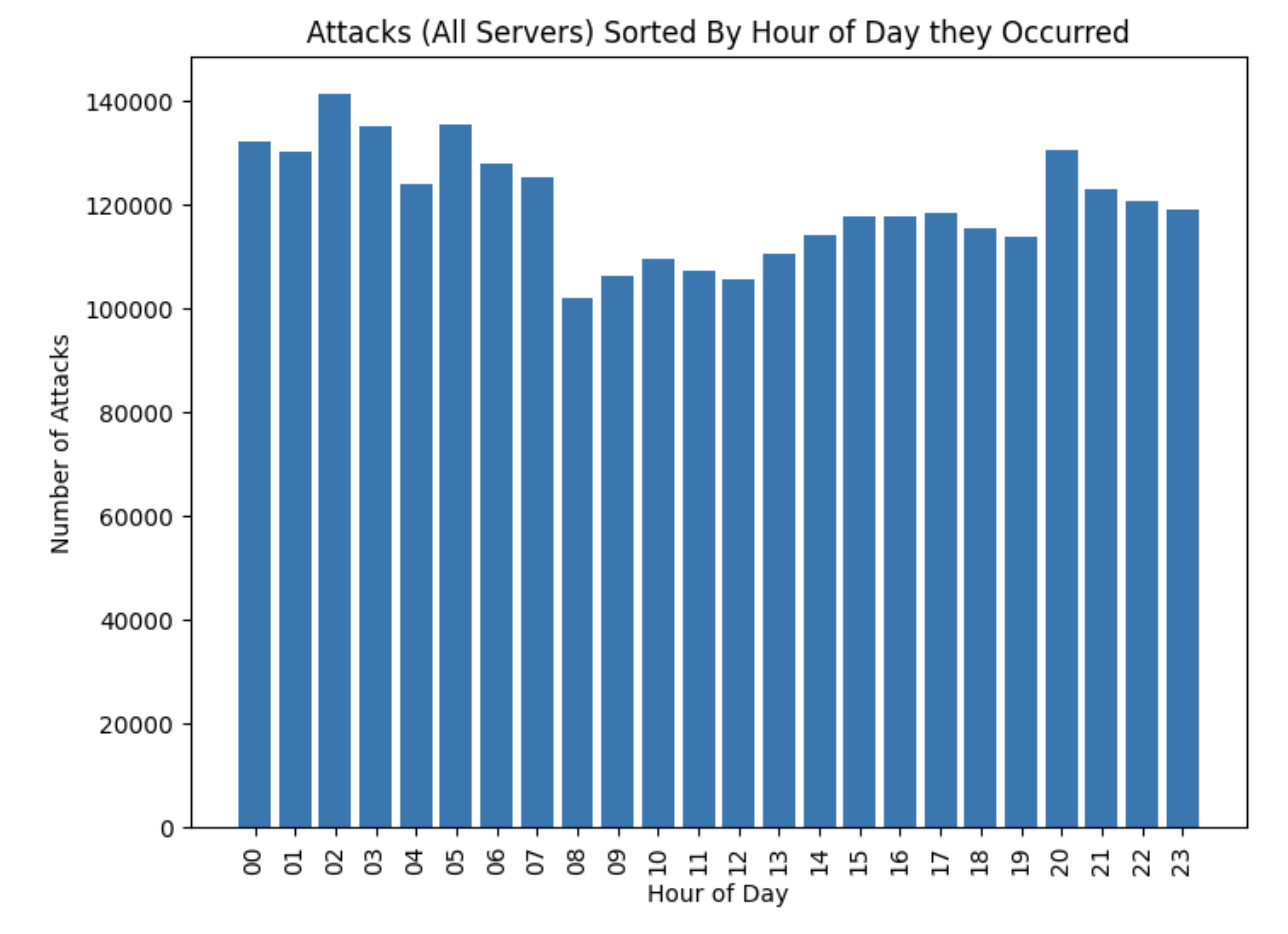 Attacks (All Servers) Sorted By Hour of Day they Occurred
Number of Attacks
140000
120000
100000
80000
60000
40000
20000
0
00 01 02 03 04 05 06 07 08 09 10 11 12 13 14 15 16 17 18 19 20 21 22 23
Hour of Day